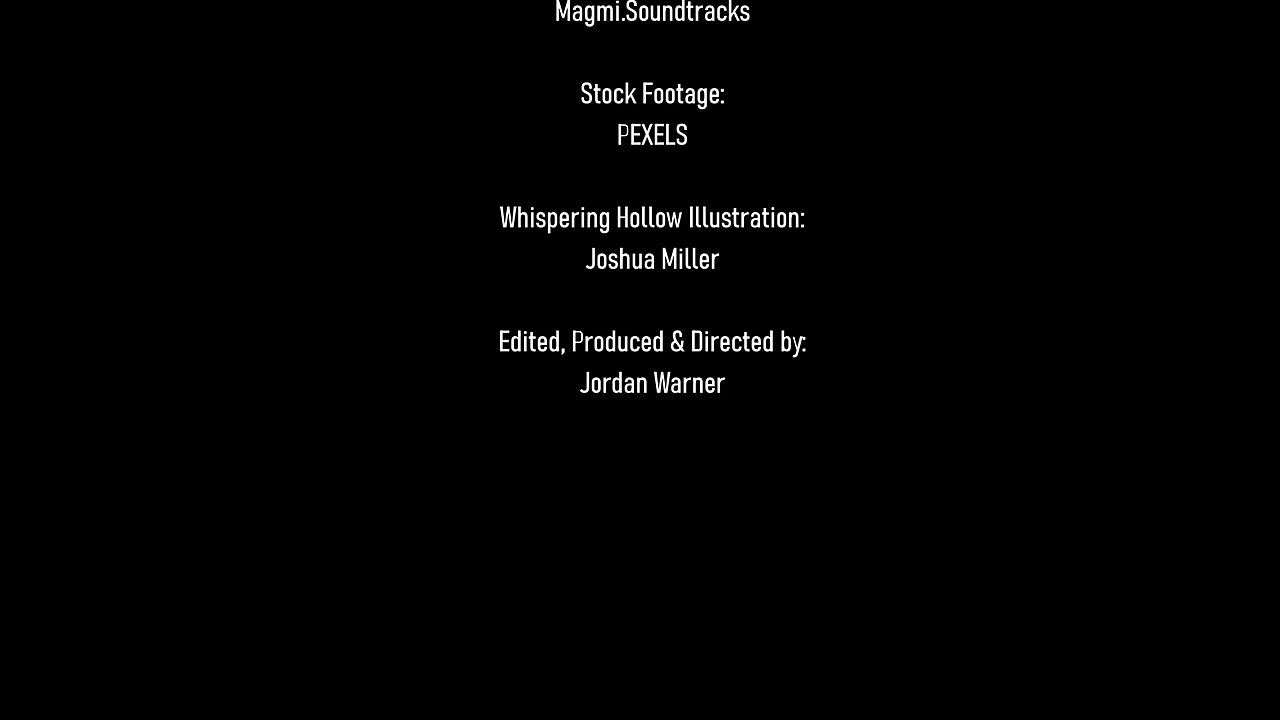 Magmi.Soundtracks
Stock Footage:
PEXELS
Whispering Hollow Illustration:
Joshua Miller
Edited, Produced & Directed by:
Jordan Warner